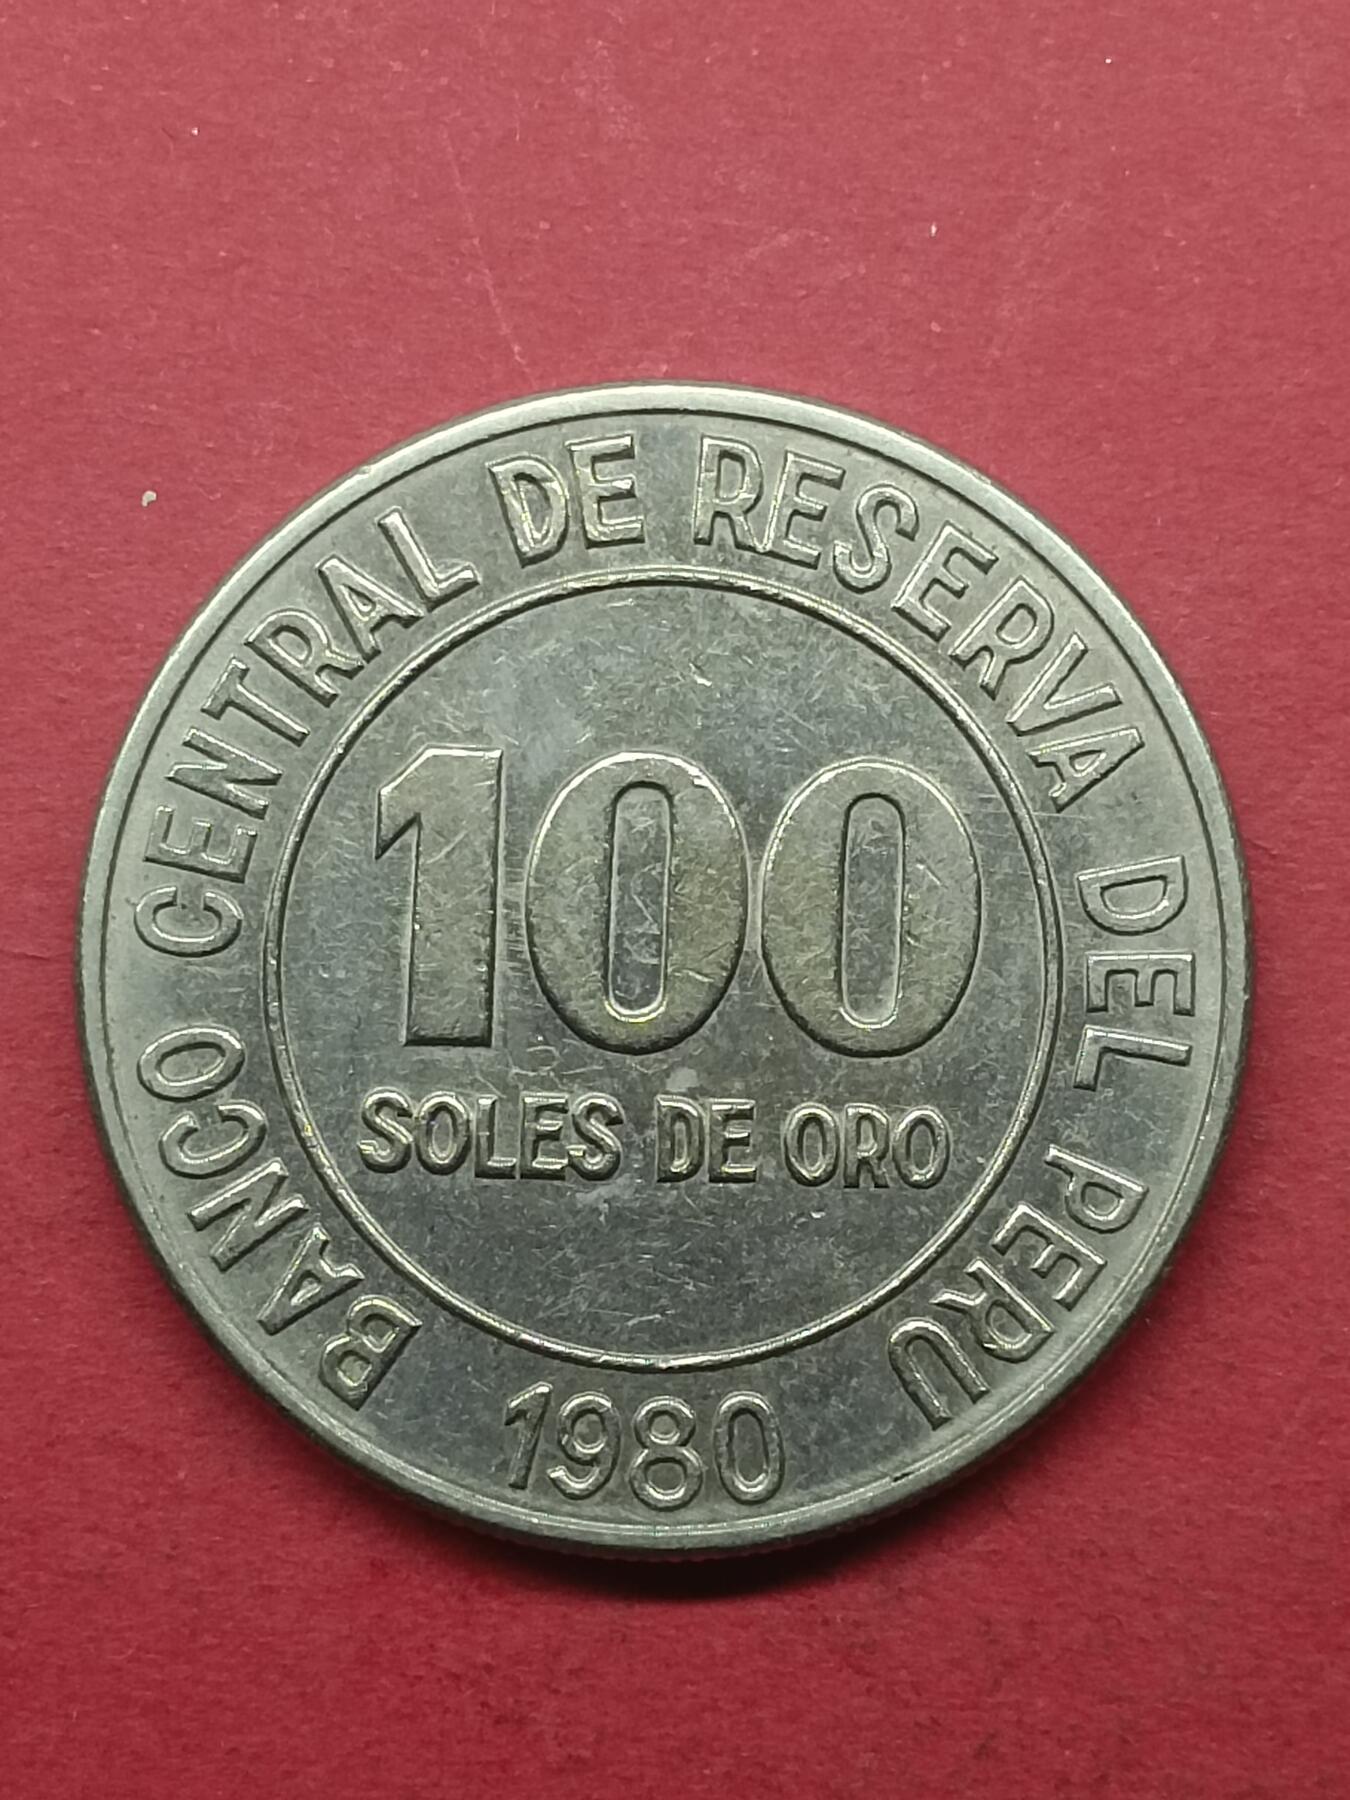 BANCO CENTRAL DE RESERVA DEL PERU
100
SOLES DE ORO
1980